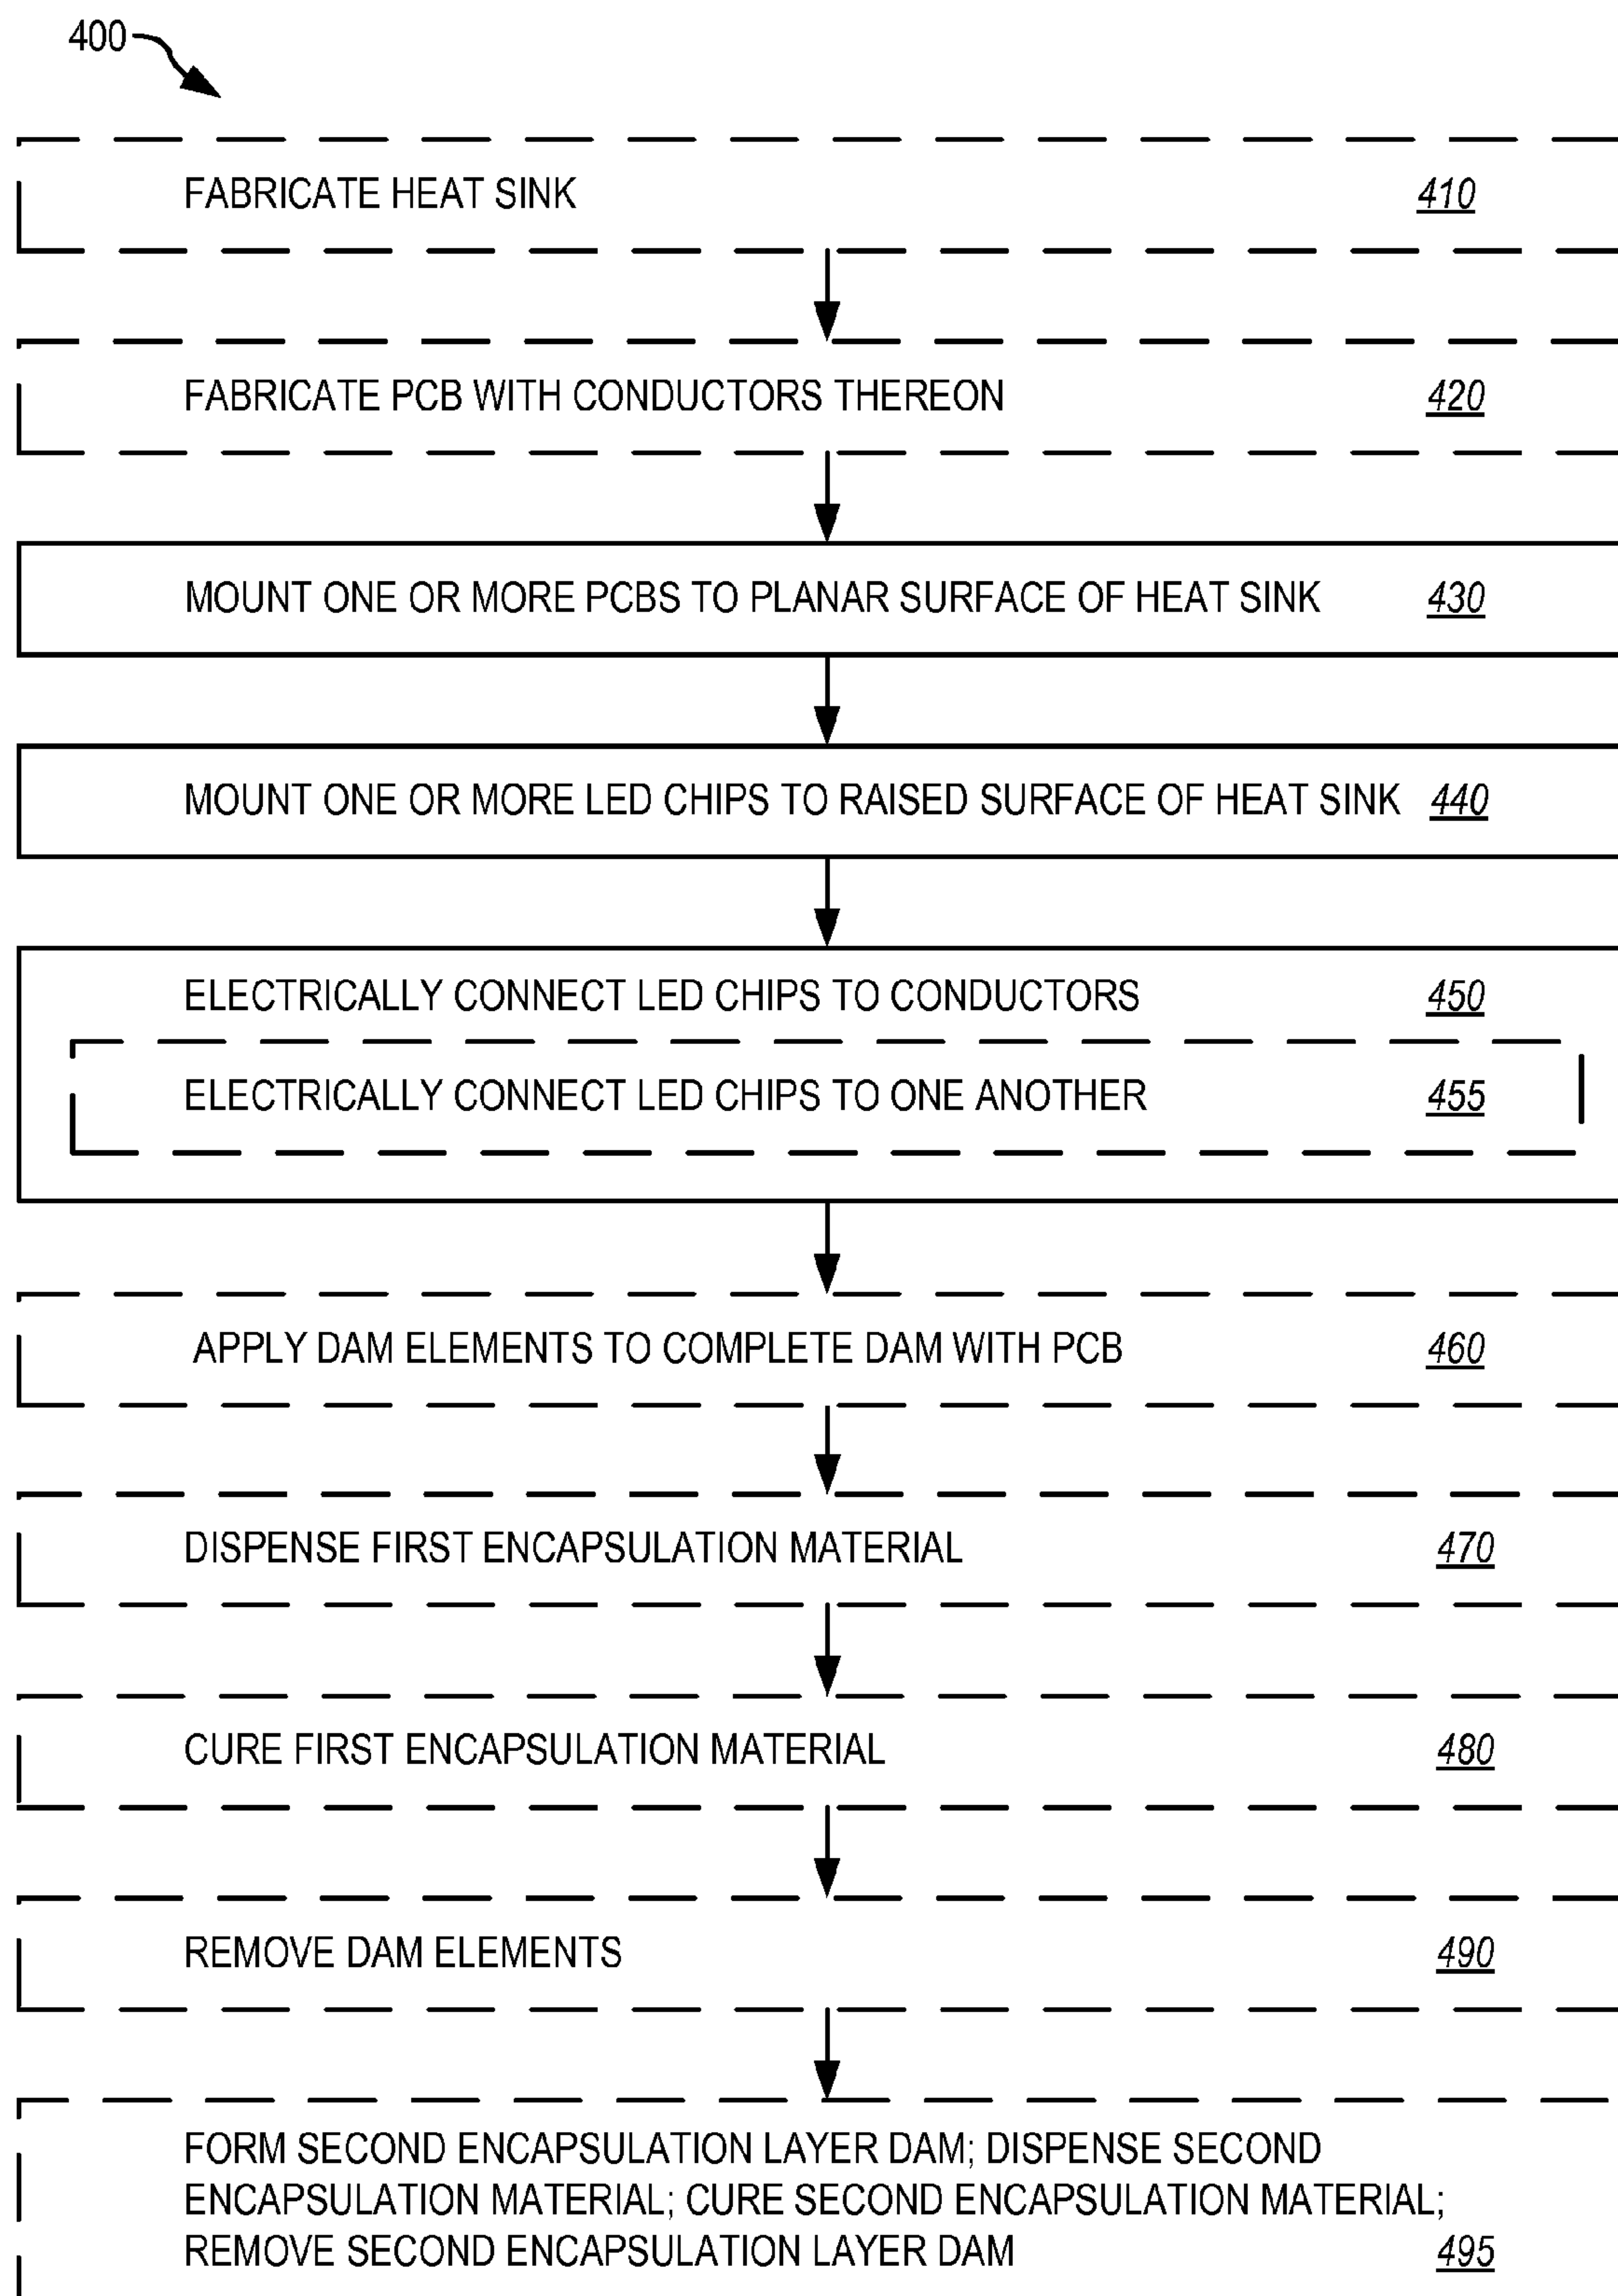 400
FABRICATE HEAT SINK 410
FABRICATE PCB WITH CONDUCTORS THEREON 420
MOUNT ONE OR MORE PCBS TO PLANAR SURFACE OF HEAT SINK 430
MOUNT ONE OR MORE LED CHIPS TO RAISED SURFACE OF HEAT SINK 440
ELECTRICALLY CONNECT LED CHIPS TO CONDUCTORS 450
ELECTRICALLY CONNECT LED CHIPS TO ONE ANOTHER 455
APPLY DAM ELEMENTS TO COMPLETE DAM WITH PCB 460
DISPENSE FIRST ENCAPSULATION MATERIAL 470
CURE FIRST ENCAPSULATION MATERIAL 480
REMOVE DAM ELEMENTS 490
FORM SECOND ENCAPSULATION LAYER DAM; DISPENSE SECOND
ENCAPSULATION MATERIAL; CURE SECOND ENCAPSULATION MATERIAL;
REMOVE SECOND ENCAPSULATION LAYER DAM 495